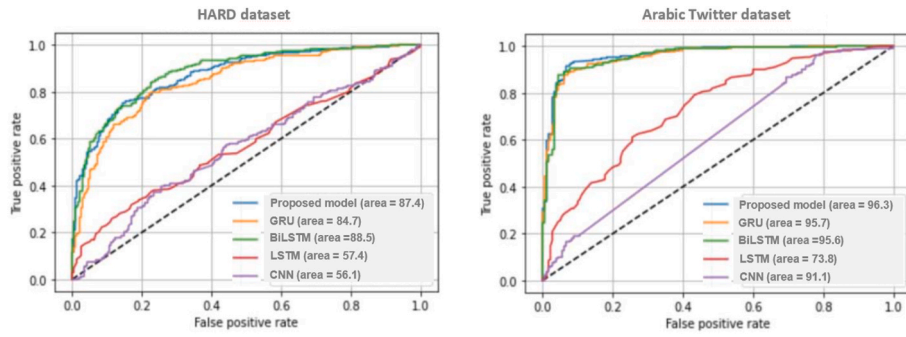 HARD dataset
1.0
0.8
0.6
0.4
0.2
0.0
True positive rate
0.0 0.2 0.4 0.6 0.8 1.0
False positive rate
Proposed model (area = 87.4)
GRU (area = 84.7)
BiLSTM (area =88.5)
LSTM (area = 57.4)
CNN (area = 56.1)
Arabic Twitter dataset
1.0
0.8
0.6
0.4
0.2
0.0
True positive rate
0.0 0.2 0.4 0.6 0.8 1.0
False positive rate
Proposed model (area = 96.3)
GRU (area = 95.7)
BiLSTM (area =95.6)
LSTM (area = 73.8)
CNN (area = 91.1)